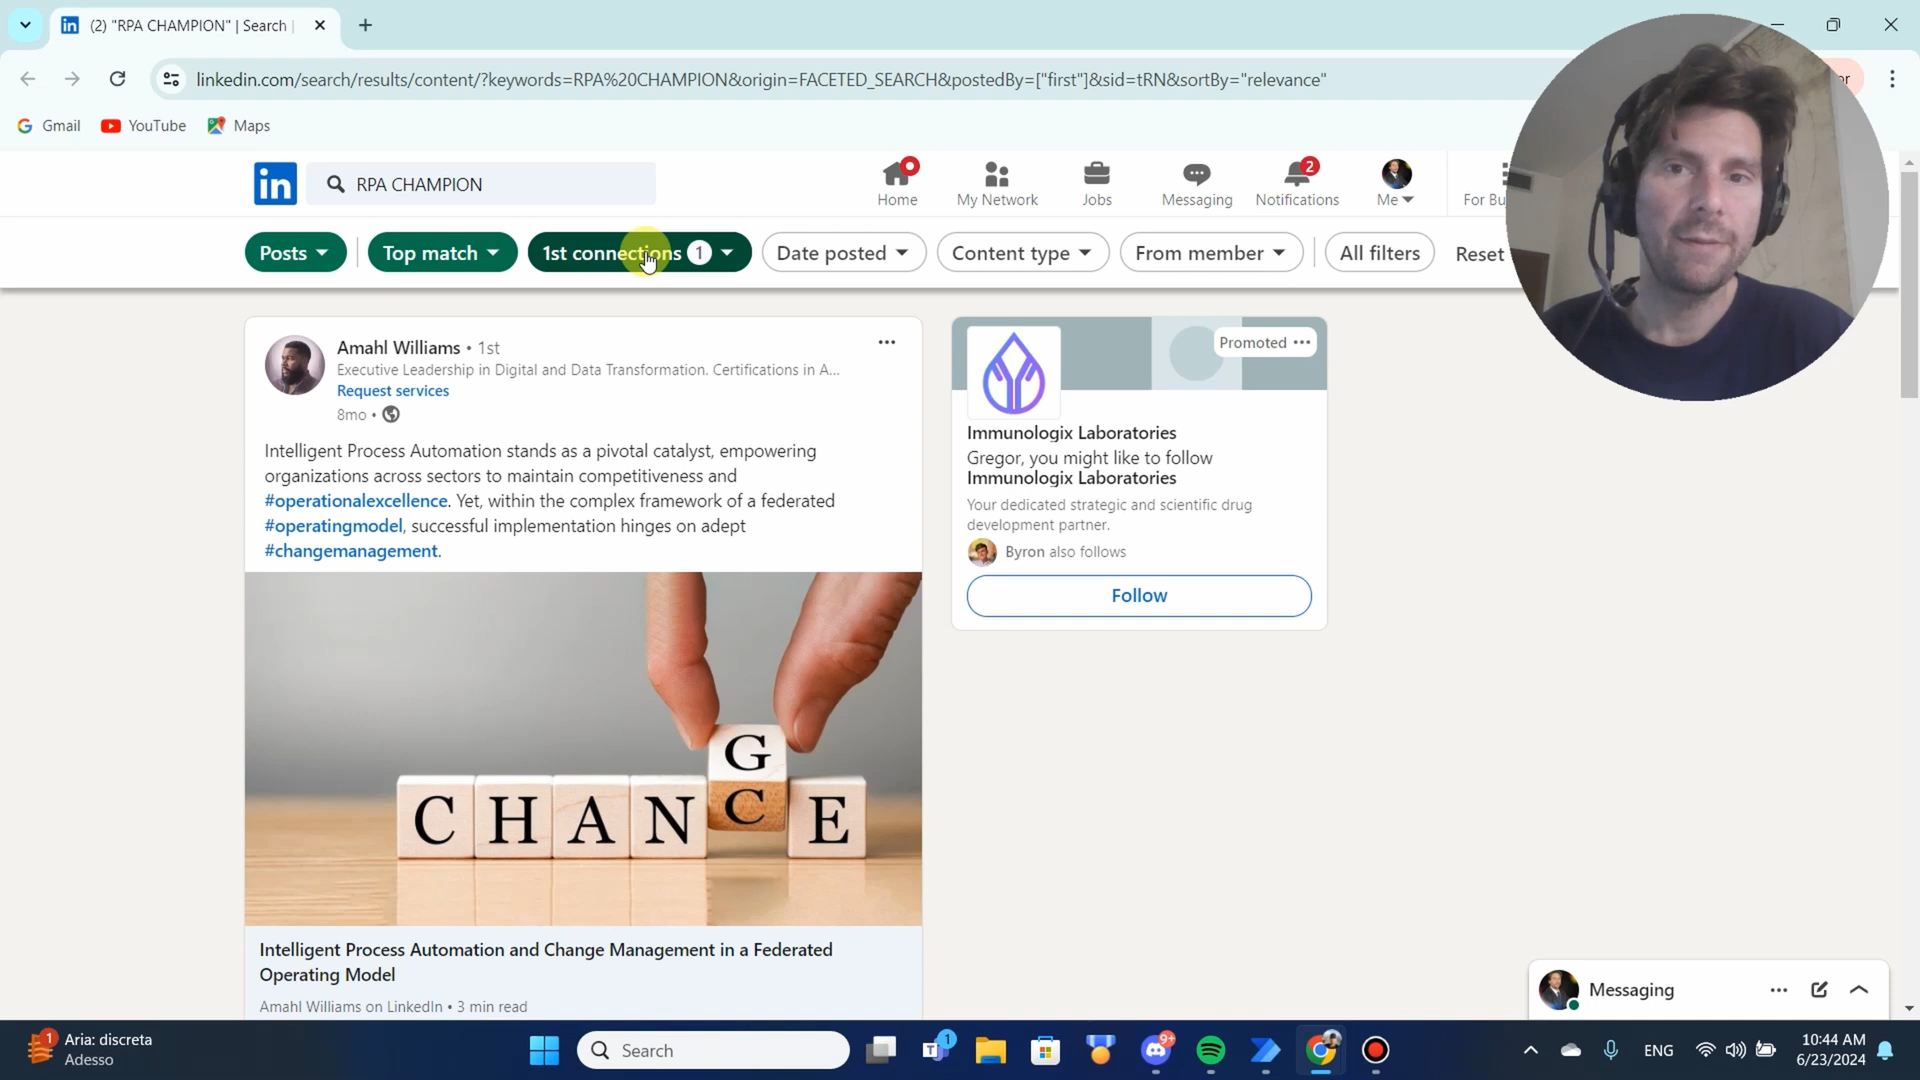 (2) "RPA CHAMPION" | Search |
linkedin.com/search/results/content/?keywords=RPA%20CHAMPION&origin=FACETED_SEARCH&postedBy=["first"]&sid=tRN&sortBy="relevance"
Gmail
YouTube
Maps
in
RPA CHAMPION
Home
My Network
Jobs
Messaging
2
Notifications
Me
For Bu
Posts
Top match
1st connections 1
Date posted
Content type
From member
All filters
Reset
Amahl Williams • 1st
Executive Leadership in Digital and Data Transformation. Certifications in A...
Request services
8mo •
Intelligent Process Automation stands as a pivotal catalyst, empowering
organizations across sectors to maintain competitiveness and
#operationalexcellence. Yet, within the complex framework of a federated
#operatingmodel, successful implementation hinges on adept
#changemanagement.
G
CHANCE
Intelligent Process Automation and Change Management in a Federated
Operating Model
Amahl Williams on LinkedIn • 3 min read
Promoted
Immunologix Laboratories
Gregor, you might like to follow
Immunologix Laboratories
Your dedicated strategic and scientific drug
development partner.
Byron also follows
Follow
Messaging
1
Aria: discreta
Adesso
Search
1
9+
ENG
10:44 AM
6/23/2024